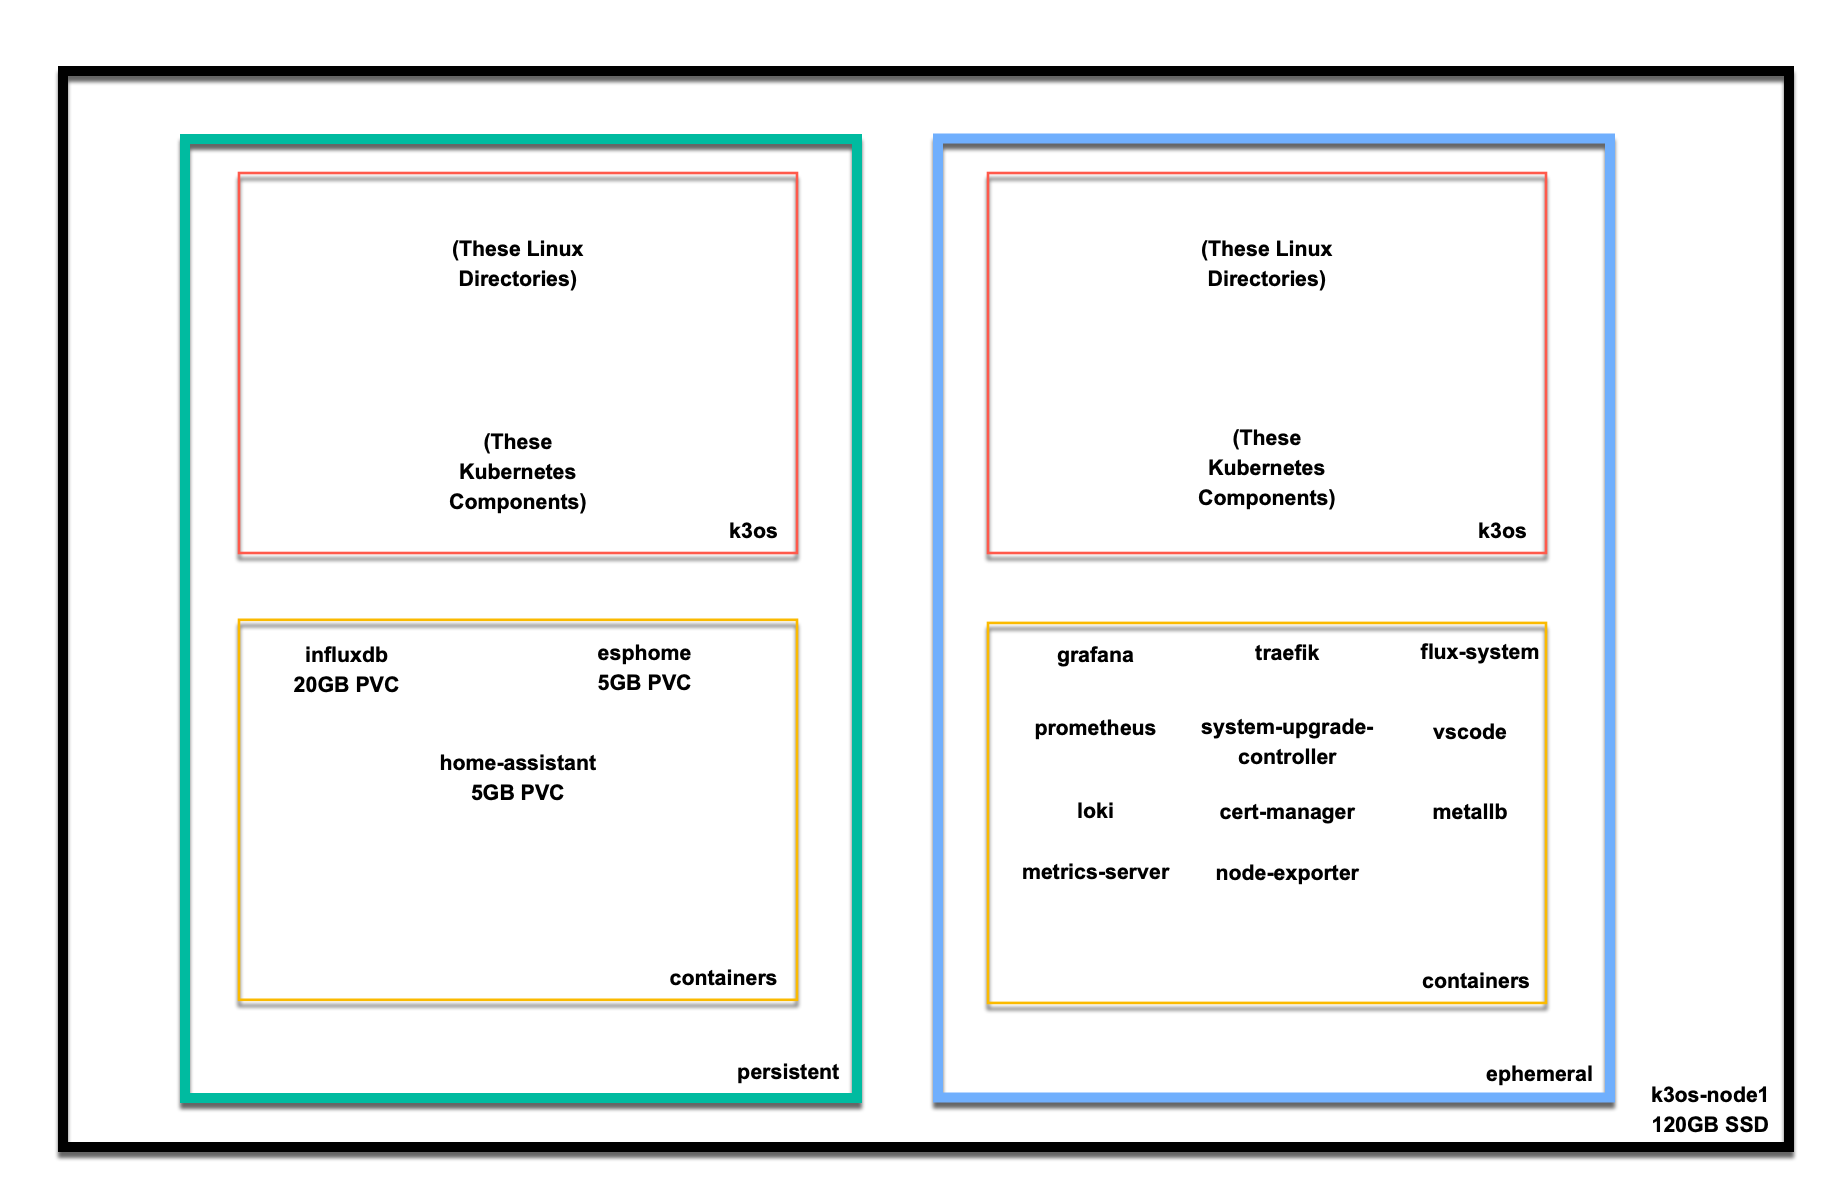 (These Linux
Directories)
(These
Kubernetes
Components)
k3os
influxdb
20GB PVC
esphome
5GB PVC
home-assistant
5GB PVC
containers
persistent
(These Linux
Directories)
(These
Kubernetes
Components)
k3os
grafana
traefik
flux-system
prometheus
system-upgrade-
controller
vscode
loki
cert-manager
metallb
metrics-server
node-exporter
containers
ephemeral
k3os-node1
120GB SSD